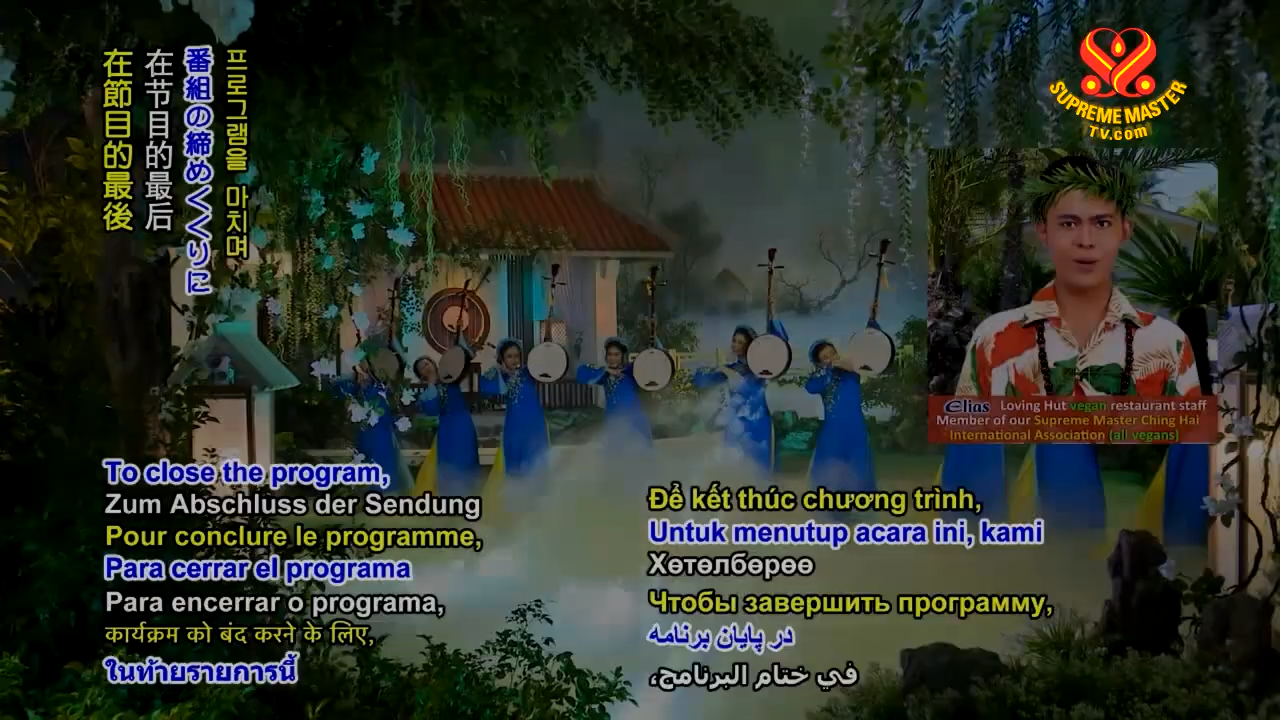 在節目的最後
在节目的最后
番組の締めくくりに
프로그램을 마치며
SUPREME MASTER
TV.com
Elias Loving Hut vegan restaurant staff
Member of our Supreme Master Ching Hai
International Association (all vegans)
To close the program,
Zum Abschluss der Sendung
Pour conclure le programme,
Para cerrar el programa
Para encerrar o programa,
कार्यक्रम को बंद करने के लिए,
ในท้ายรายการนี้
Để kết thúc chương trình,
Untuk menutup acara ini, kami
Хөтөлбөрөө
Чтобы завершить программу,
در پایان برنامه
في ختام البرنامج،